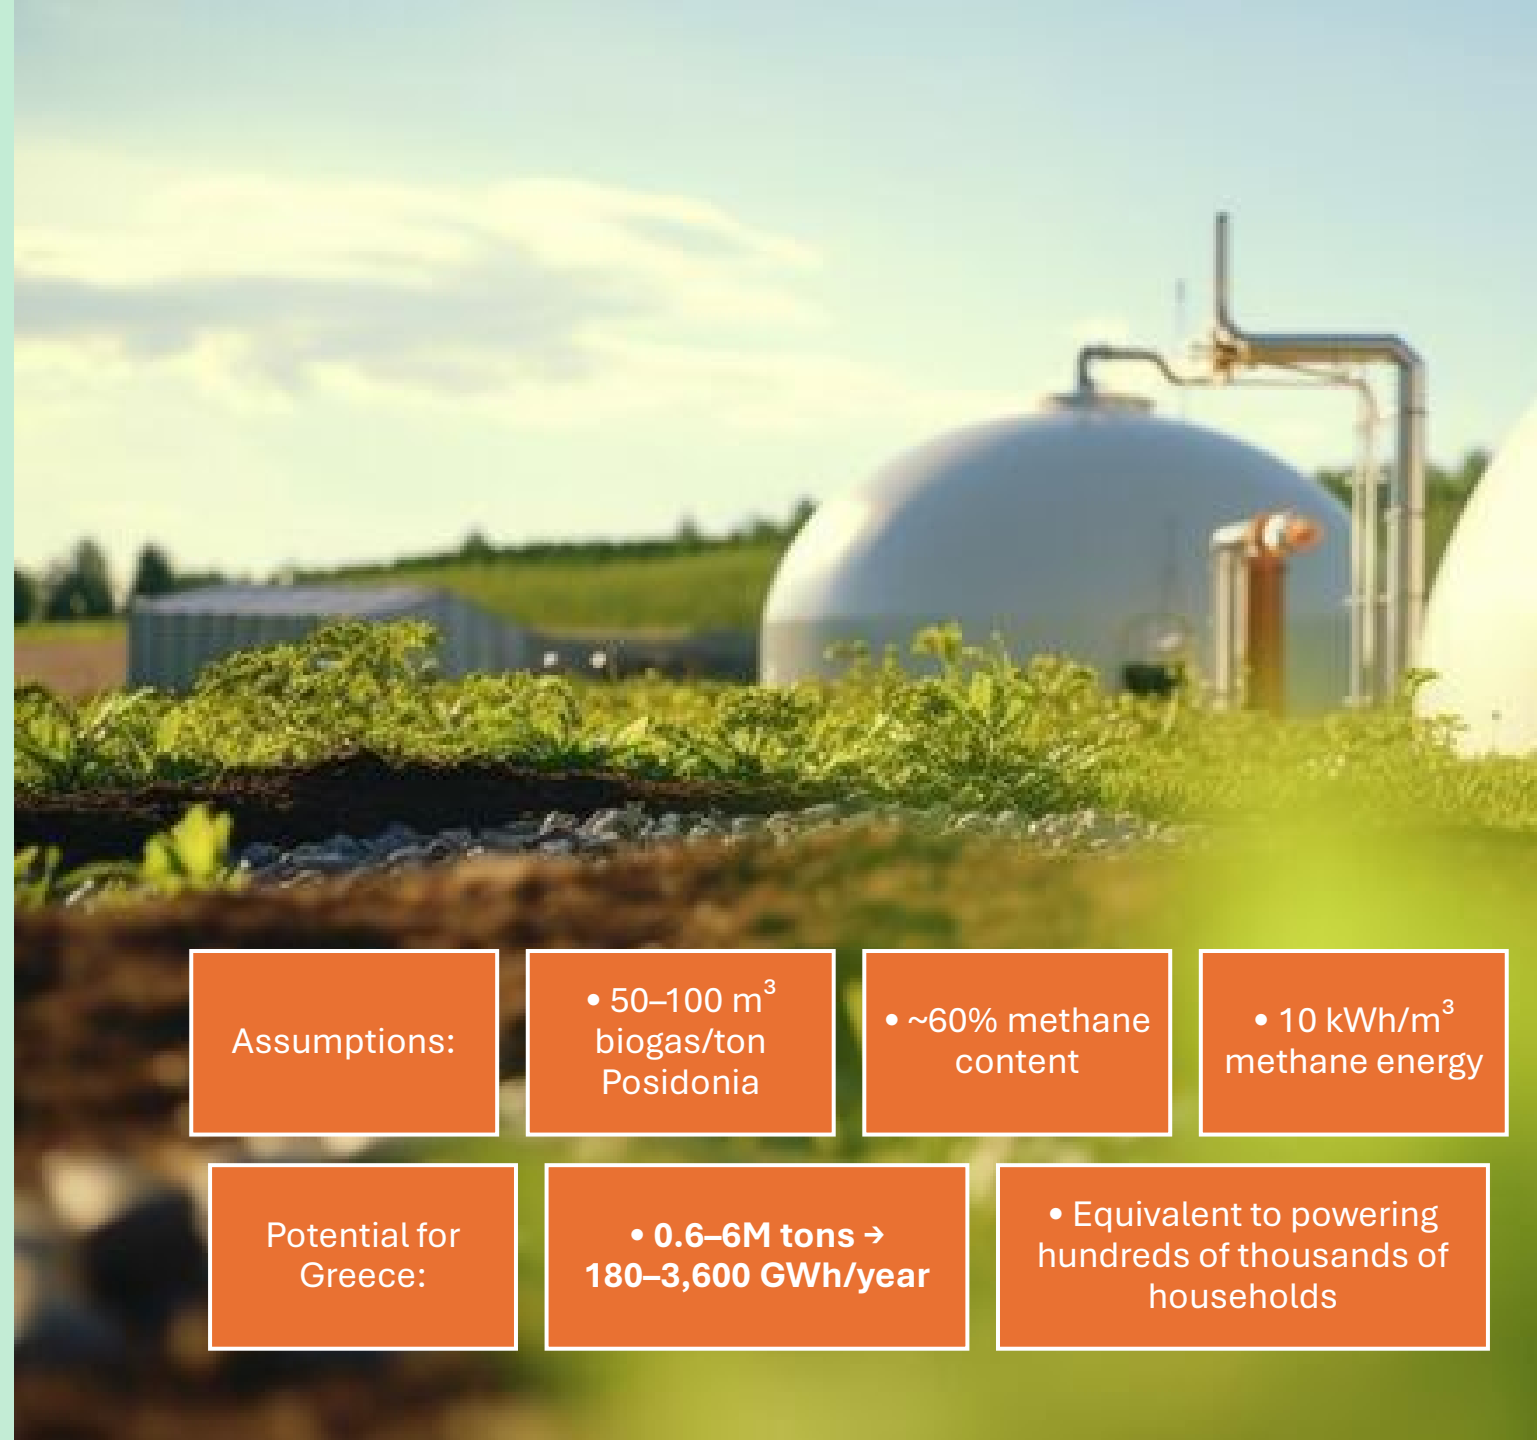 Assumptions:
• 50–100 m³
biogas/ton
Posidonia
• ~60% methane
content
• 10 kWh/m³
methane energy
Potential for
Greece:
• 0.6–6M tons →
180–3,600 GWh/year
• Equivalent to powering
hundreds of thousands of
households